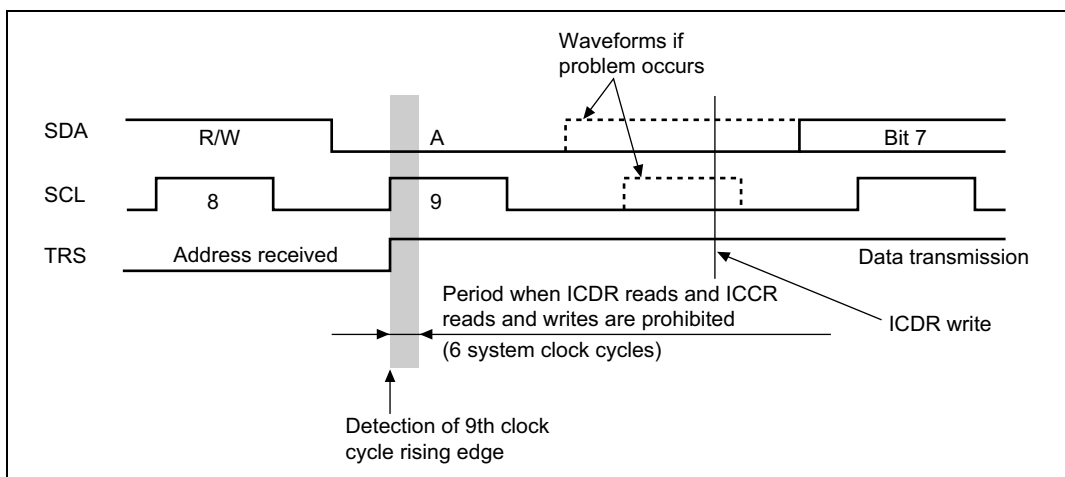 Waveforms if
problem occurs
SDA
R/W
A
Bit 7
SCL
8
9
TRS
Address received
Data transmission
Period when ICDR reads and ICCR
reads and writes are prohibited
(6 system clock cycles)
ICDR write
Detection of 9th clock
cycle rising edge